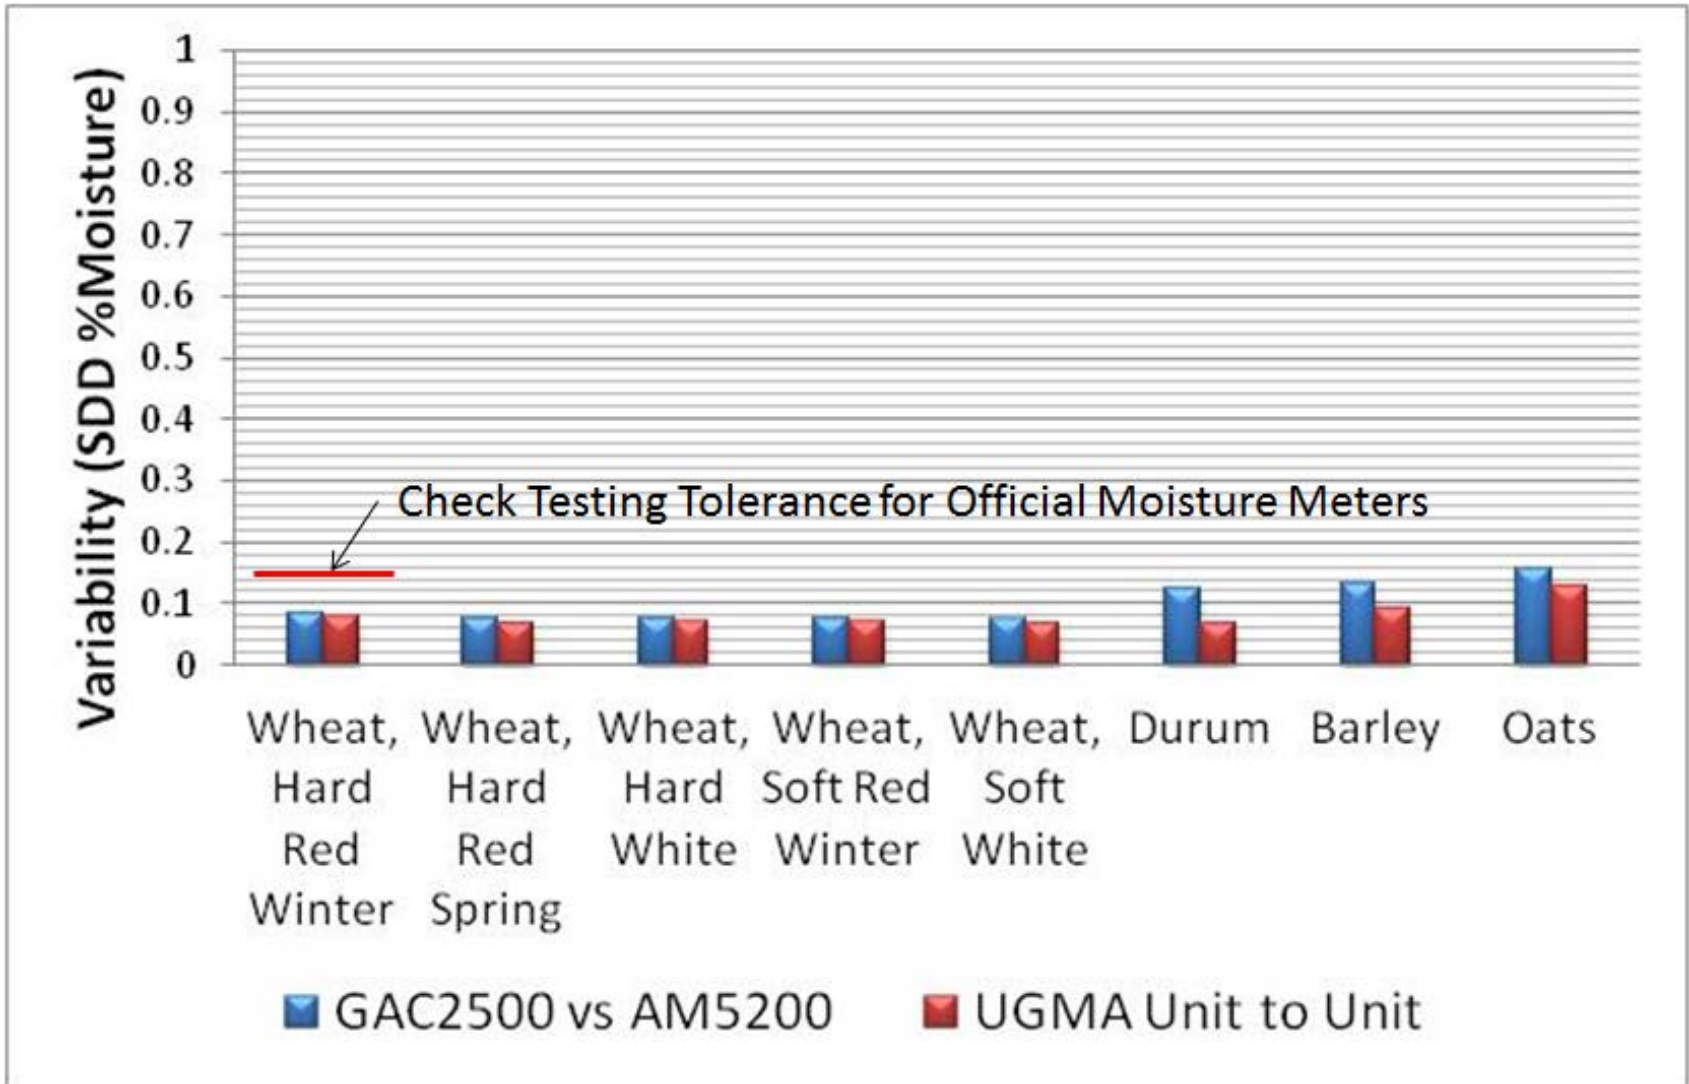 Variability (SDD %Moisture)
1
0.9
0.8
0.7
0.6
0.5
0.4
0.3
0.2
0.1
0
Check Testing Tolerance for Official Moisture Meters
Wheat,
Hard
Red
Winter
Wheat,
Hard
Red
Spring
Wheat,
Hard
White
Wheat,
Soft Red
Winter
Wheat,
Soft
White
Durum
Barley
Oats
GAC2500 vs AM5200
UGMA Unit to Unit